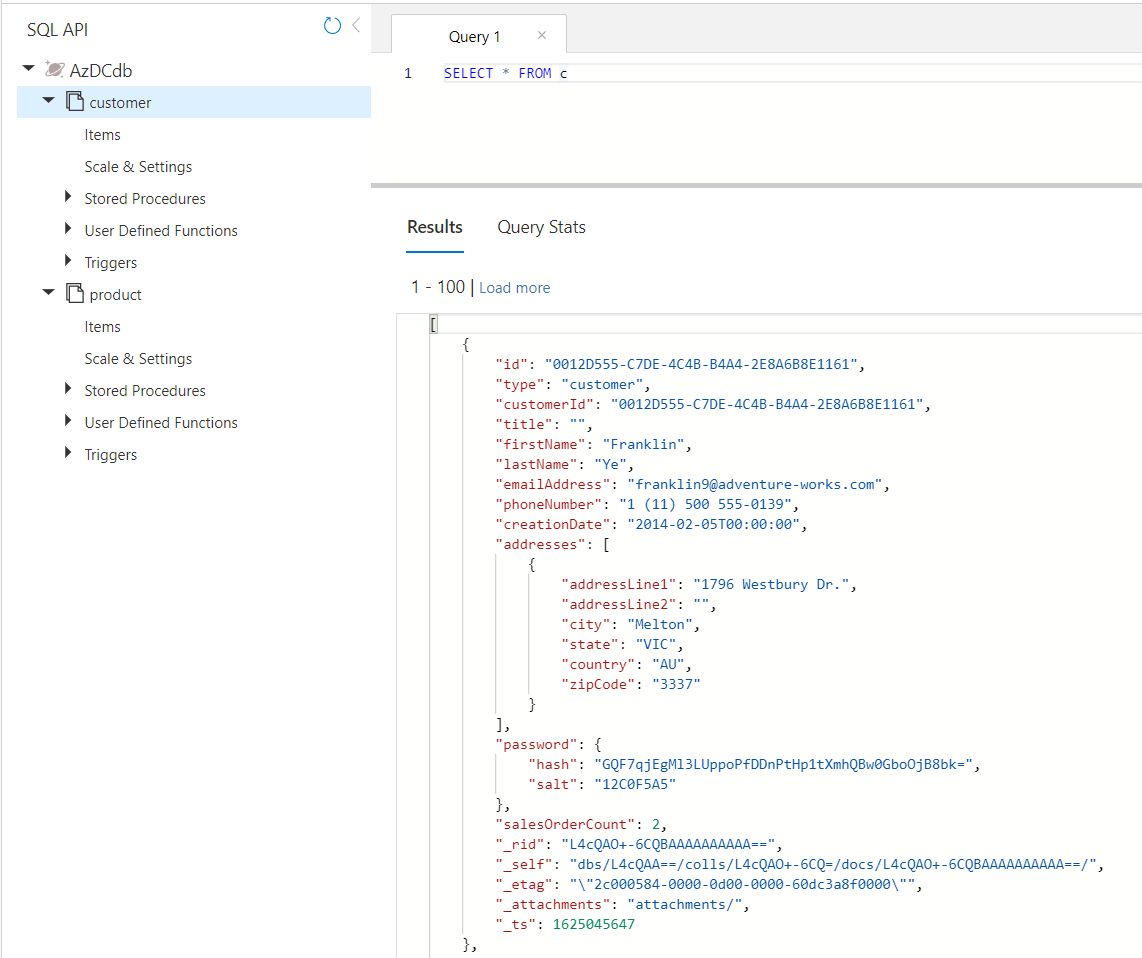 SQL API
AzDCdb
customer
Items
Scale & Settings
Stored Procedures
User Defined Functions
Triggers
product
Items
Scale & Settings
Stored Procedures
User Defined Functions
Triggers
Query 1
1 SELECT * FROM c
Results Query Stats
1 - 100 | Load more
[
{
"id": "0012D555-C7DE-4C4B-B4A4-2E8A6B8E1161",
"type": "customer",
"customerId": "0012D555-C7DE-4C4B-B4A4-2E8A6B8E1161",
"title": "",
"firstName": "Franklin",
"lastName": "Ye",
"emailAddress": "franklin9@adventure-works.com",
"phoneNumber": "1 (11) 500 555-0139",
"creationDate": "2014-02-05T00:00:00",
"addresses": [
{
"addressLine1": "1796 Westbury Dr.",
"addressLine2": "",
"city": "Melton",
"state": "VIC",
"country": "AU",
"zipCode": "3337"
}
],
"password": {
"hash": "GQF7qjEgMl3LUppoPfDDnPtHp1tXmhQBw0GboOjB8bk=",
"salt": "12C0F5A5"
},
"salesOrderCount": 2,
"_rid": "L4cQAO+-6CQBAAAAAAAAAA==",
"_self": "dbs/L4cQAA==/colls/L4cQAO+-6CQ=/docs/L4cQAO+-6CQBAAAAAAAAAA==/",
"_etag": "\"2c000584-0000-0d00-0000-60dc3a8f0000\"",
"_attachments": "attachments/",
"_ts": 1625045647
},